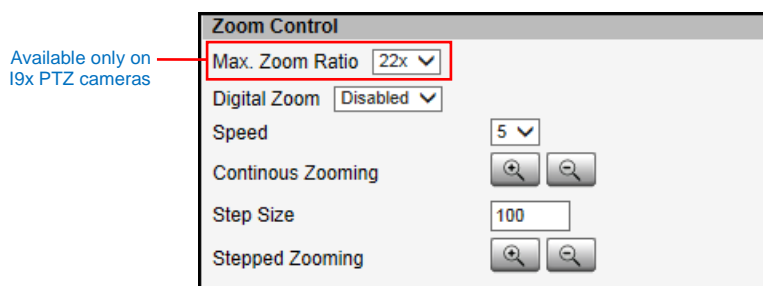 Zoom Control
Available only on
I9x PTZ cameras
Max. Zoom Ratio 22x
Digital Zoom Disabled
Speed 5
Continous Zooming
Step Size 100
Stepped Zooming